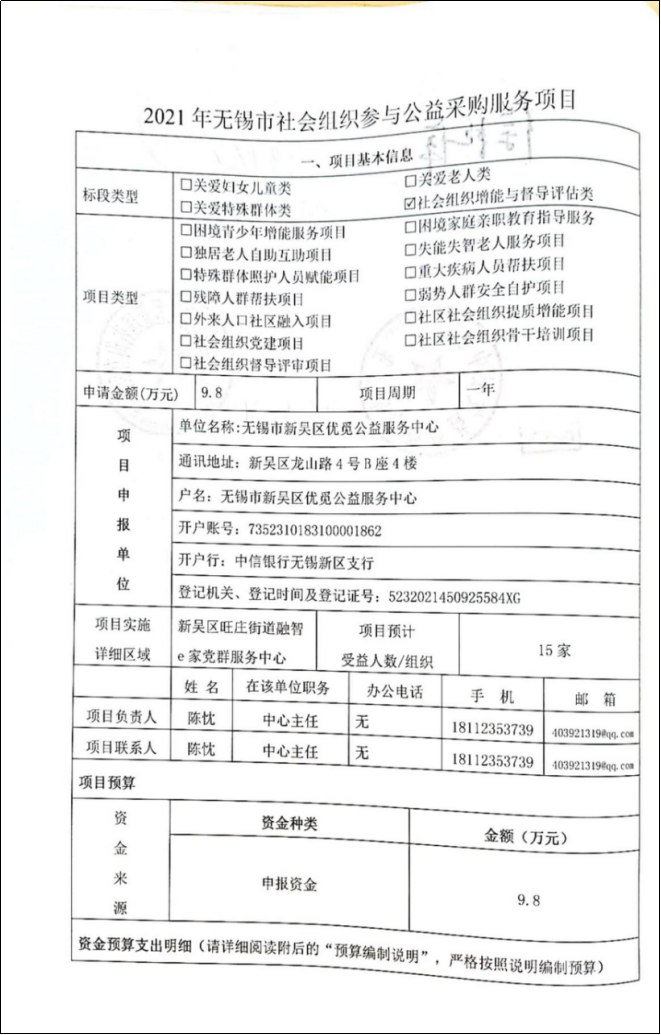 2021 年无锡市社会组织参与公益采购服务项目
一、项目基本信息
标段类型
□关爱妇女儿童类 □关爱老人类
□关爱特殊群体类 ☑社会组织增能与督导评估类
项目类型
□困境青少年增能服务项目 □困境家庭亲职教育指导服务
□独居老人自助互助项目 □失能失智老人服务项目
□特殊群体照护人员赋能项目 □重大疾病人员帮扶项目
□残障人群帮扶项目 □弱势人群安全自护项目
□外来人口社区融入项目 □社区社会组织提质增能项目
□社会组织党建项目 □社区社会组织骨干培训项目
□社会组织督导评审项目
申请金额(万元) 9.8 项目周期 一年
项目申报单位
单位名称:无锡市新吴区优觅公益服务中心
通讯地址：新吴区龙山路 4 号 B 座 4 楼
户名：无锡市新吴区优觅公益服务中心
开户账号：7352310183100001862
开户行：中信银行无锡新区支行
登记机关、登记时间及登记证号：5232021450925584XG
项目实施 新吴区旺庄街道融智 项目预计 15 家
详细区域 e 家党群服务中心 受益人数/组织
姓 名 在该单位职务 办公电话 手 机 邮 箱
项目负责人 陈忱 中心主任 无 18112353739 403921319@qq.com
项目联系人 陈忱 中心主任 无 18112353739 403921319@qq.com
项目预算
资金来源
资金种类 金额（万元）
申报资金 9.8
资金预算支出明细（请详细阅读附后的“预算编制说明”，严格按照说明编制预算）